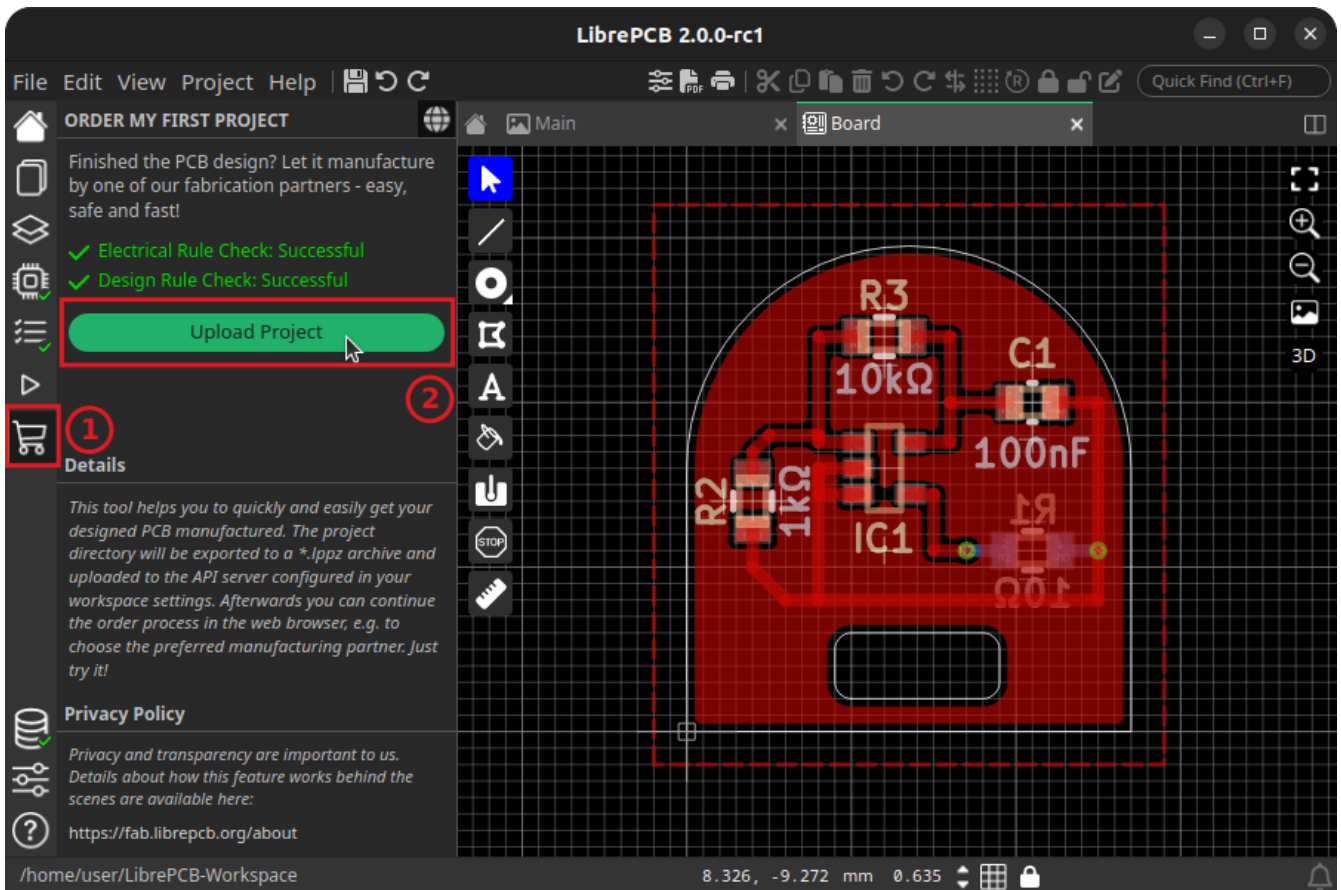 LibrePCB 2.0.0-rc1
File Edit View Project Help
PDF
R
Quick Find (Ctrl+F)
ORDER MY FIRST PROJECT
Main
Board
Finished the PCB design? Let it manufacture
by one of our fabrication partners - easy,
safe and fast!
Electrical Rule Check: Successful
Design Rule Check: Successful
Upload Project
2
1
Details
This tool helps you to quickly and easily get your
designed PCB manufactured. The project
directory will be exported to a *.lppz archive and
uploaded to the API server configured in your
workspace settings. Afterwards you can continue
the order process in the web browser, e.g. to
choose the preferred manufacturing partner. Just
try it!
Privacy Policy
Privacy and transparency are important to us.
Details about how this feature works behind the
scenes are available here:
https://fab.librepcb.org/about
A
STOP
3D
R3
10kΩ
C1
100nF
R2
1kΩ
IC1
R1
10Ω
/home/user/LibrePCB-Workspace
8.326, -9.272 mm 0.635